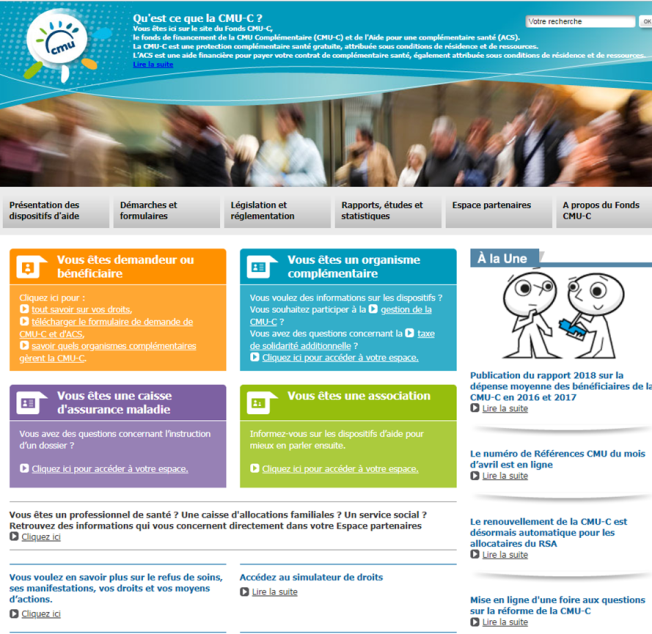 cmu
Qu'est ce que la CMU-C ?
Vous êtes ici sur le site du Fonds CMU-C,
le fonds de financement de la CMU Complémentaire (CMU-C) et de l'Aide pour une complémentaire santé (ACS).
La CMU-C est une protection complémentaire santé gratuite, attribuée sous conditions de résidence et de ressources.
L'ACS est une aide financière pour payer votre contrat de complémentaire santé, également attribuée sous conditions de résidence et de ressources.
Lire la suite
Votre recherche
OK
Présentation des
dispositifs d'aide
Démarches et
formulaires
Législation et
réglementation
Rapports, études et
statistiques
Espace partenaires
A propos du Fonds
CMU-C
Vous êtes demandeur ou
bénéficiaire
Cliquez ici pour :
tout savoir sur vos droits.
télécharger le formulaire de demande de
CMU-C et d'ACS.
savoir quels organismes complémentaires
gèrent la CMU-C.
Vous êtes un organisme
complémentaire
Vous voulez des informations sur les dispositifs ?
Vous souhaitez participer à la gestion de la
CMU-C ?
Vous avez des questions concernant la taxe
de solidarité additionnelle ?
Cliquez ici pour accéder à votre espace.
Vous êtes une caisse
d'assurance maladie
Vous avez des questions concernant l'instruction
d'un dossier ?
Cliquez ici pour accéder à votre espace.
Vous êtes une association
Informez-vous sur les dispositifs d'aide pour
mieux en parler ensuite.
Cliquez ici pour accéder à votre espace.
Vous êtes un professionnel de santé ? Une caisse d'allocations familiales ? Un service social ?
Retrouvez des informations qui vous concernent directement dans votre Espace partenaires
Cliquez ici
Vous voulez en savoir plus sur le refus de soins,
ses manifestations, vos droits et vos moyens
d'actions.
Cliquez ici
Accédez au simulateur de droits
Lire la suite
À la Une
Publication du rapport 2018 sur la
dépense moyenne des bénéficiaires de la
CMU-C en 2016 et 2017
Lire la suite
Le numéro de Références CMU du mois
d'avril est en ligne
Lire la suite
Le renouvellement de la CMU-C est
désormais automatique pour les
allocataires du RSA
Lire la suite
Mise en ligne d'une foire aux questions
sur la réforme de la CMU-C
Lire la suite